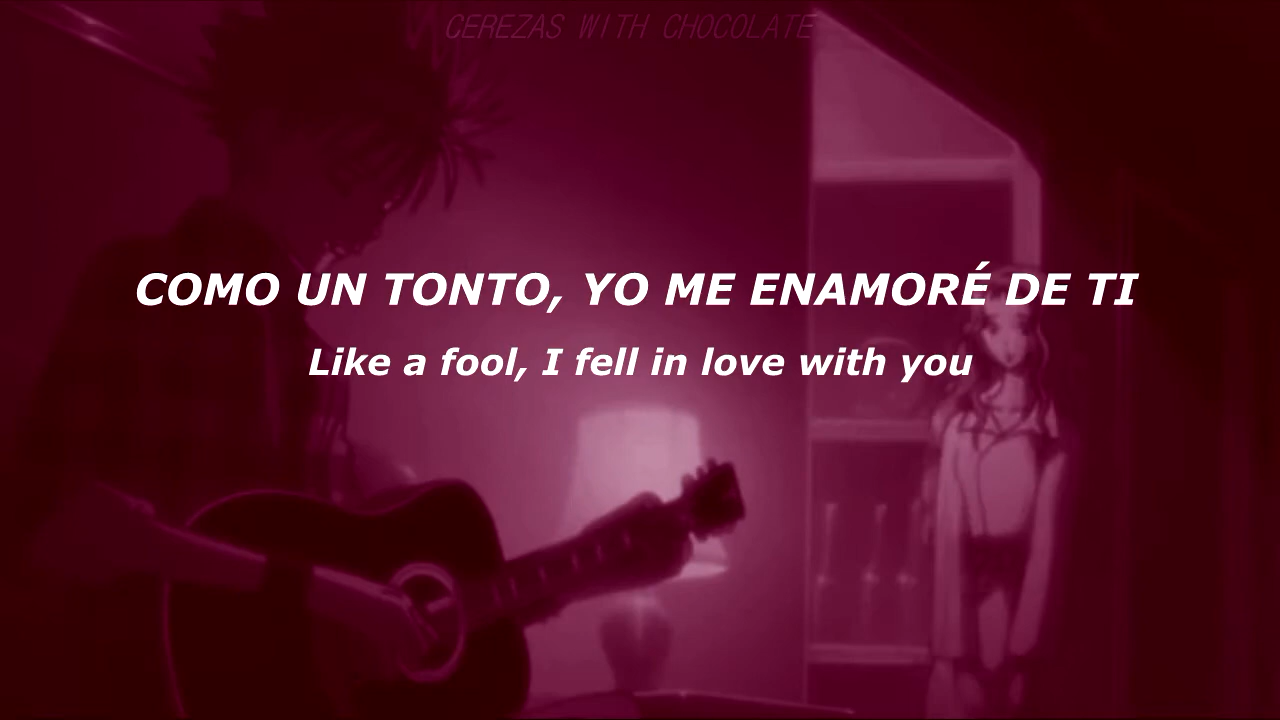 CEREZAS WITH CHOCOLATE
COMO UN TONTO, YO ME ENAMORÉ DE TI
Like a fool, I fell in love with you